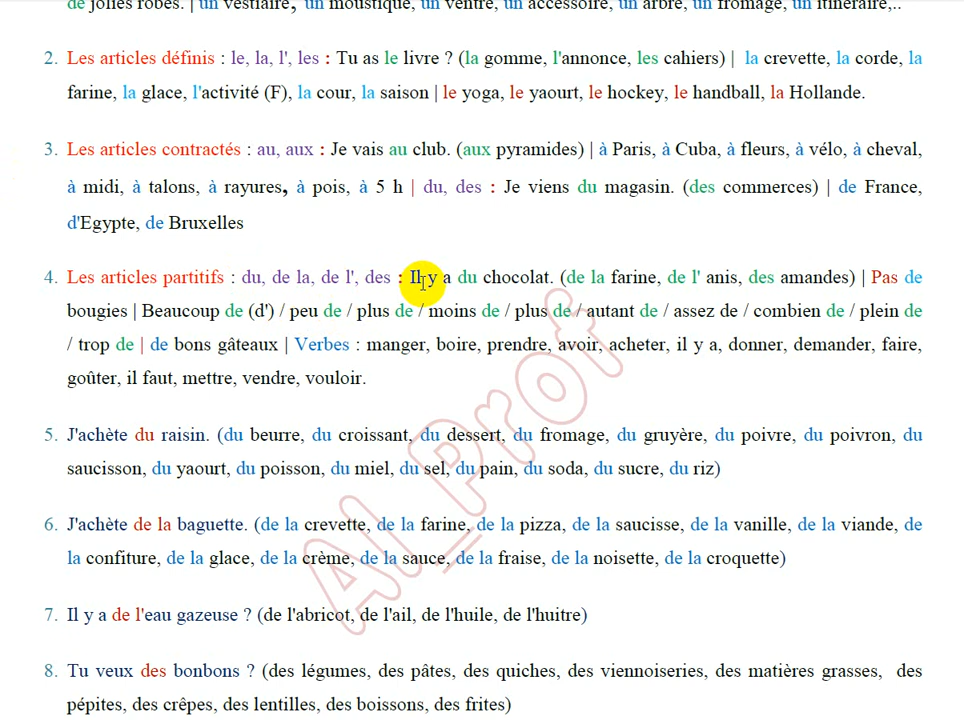 de jolies robes. | un vestiaire, un moustique, un ventre, un accessoire, un arbre, un fromage, un itinéraire,..
2. Les articles définis : le, la, l', les : Tu as le livre ? (la gomme, l'annonce, les cahiers) | la crevette, la corde, la
farine, la glace, l'activité (F), la cour, la saison | le yoga, le yaourt, le hockey, le handball, la Hollande.
3. Les articles contractés : au, aux : Je vais au club. (aux pyramides) | à Paris, à Cuba, à fleurs, à vélo, à cheval,
à midi, à talons, à rayures, à pois, à 5 h | du, des : Je viens du magasin. (des commerces) | de France,
d'Egypte, de Bruxelles
4. Les articles partitifs : du, de la, de l', des : Il y a du chocolat. (de la farine, de l' anis, des amandes) | Pas de
bougies | Beaucoup de (d') / peu de / plus de / moins de / plus de / autant de / assez de / combien de / plein de
/ trop de | de bons gâteaux | Verbes : manger, boire, prendre, avoir, acheter, il y a, donner, demander, faire,
goûter, il faut, mettre, vendre, vouloir.
5. J'achète du raisin. (du beurre, du croissant, du dessert, du fromage, du gruyère, du poivre, du poivron, du
saucisson, du yaourt, du poisson, du miel, du sel, du pain, du soda, du sucre, du riz)
6. J'achète de la baguette. (de la crevette, de la farine, de la pizza, de la saucisse, de la vanille, de la viande, de
la confiture, de la glace, de la crème, de la sauce, de la fraise, de la noisette, de la croquette)
7. Il y a de l'eau gazeuse ? (de l'abricot, de l'ail, de l'huile, de l'huitre)
8. Tu veux des bonbons ? (des légumes, des pâtes, des quiches, des viennoiseries, des matières grasses, des
pépites, des crêpes, des lentilles, des boissons, des frites)
Al_Prof